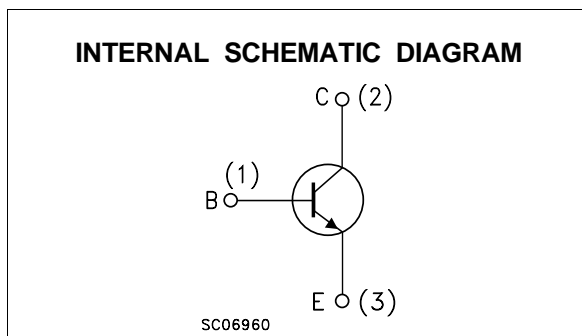 INTERNAL SCHEMATIC DIAGRAM
C (2)
(1)
B
E (3)
SC06960